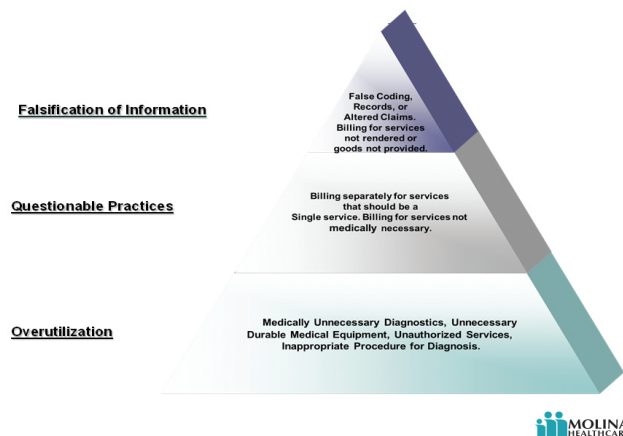 Falsification of Information
False Coding,
Records, or
Altered Claims.
Billing for services
not rendered or
goods not provided.
Questionable Practices
Billing separately for services
that should be a
Single service. Billing for services not
medically necessary.
Overutilization
Medically Unnecessary Diagnostics, Unnecessary
Durable Medical Equipment, Unauthorized Services,
Inappropriate Procedure for Diagnosis.
MOLINA
HEALTHCARE